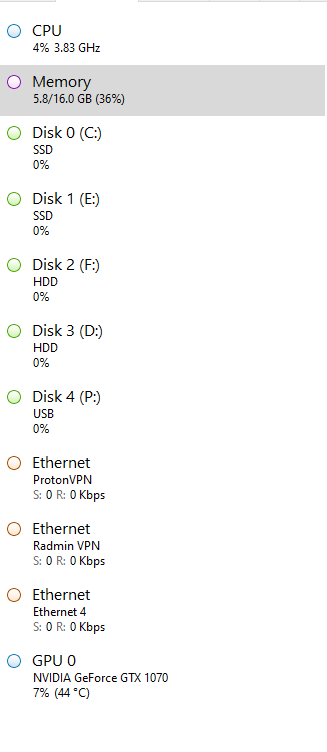 CPU
4% 3.83 GHz
Memory
5.8/16.0 GB (36%)
Disk 0 (C:)
SSD
0%
Disk 1 (E:)
SSD
0%
Disk 2 (F:)
HDD
0%
Disk 3 (D:)
HDD
0%
Disk 4 (P:)
USB
0%
Ethernet
ProtonVPN
S: 0 R: 0 Kbps
Ethernet
Radmin VPN
S: 0 R: 0 Kbps
Ethernet
Ethernet 4
S: 0 R: 0 Kbps
GPU 0
NVIDIA GeForce GTX 1070
7% (44 °C)